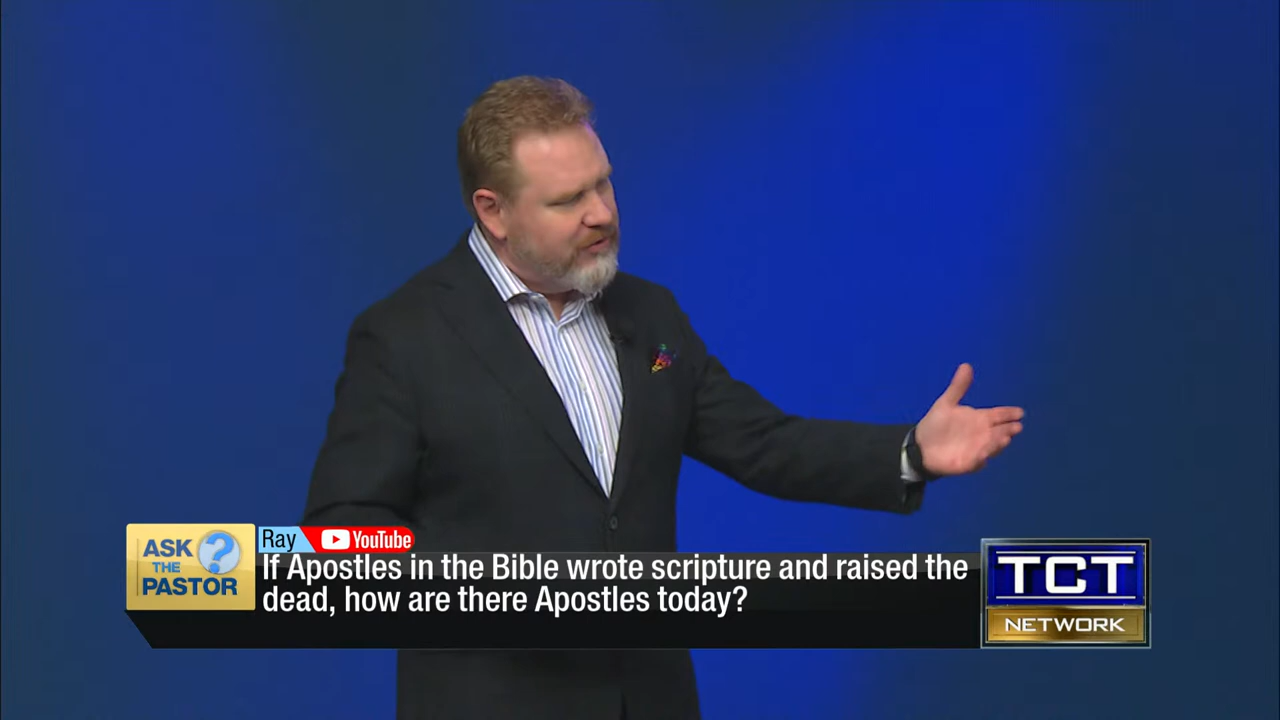 ASK
THE
PASTOR
?
Ray
YouTube
If Apostles in the Bible wrote scripture and raised the
dead, how are there Apostles today?
TCT
NETWORK